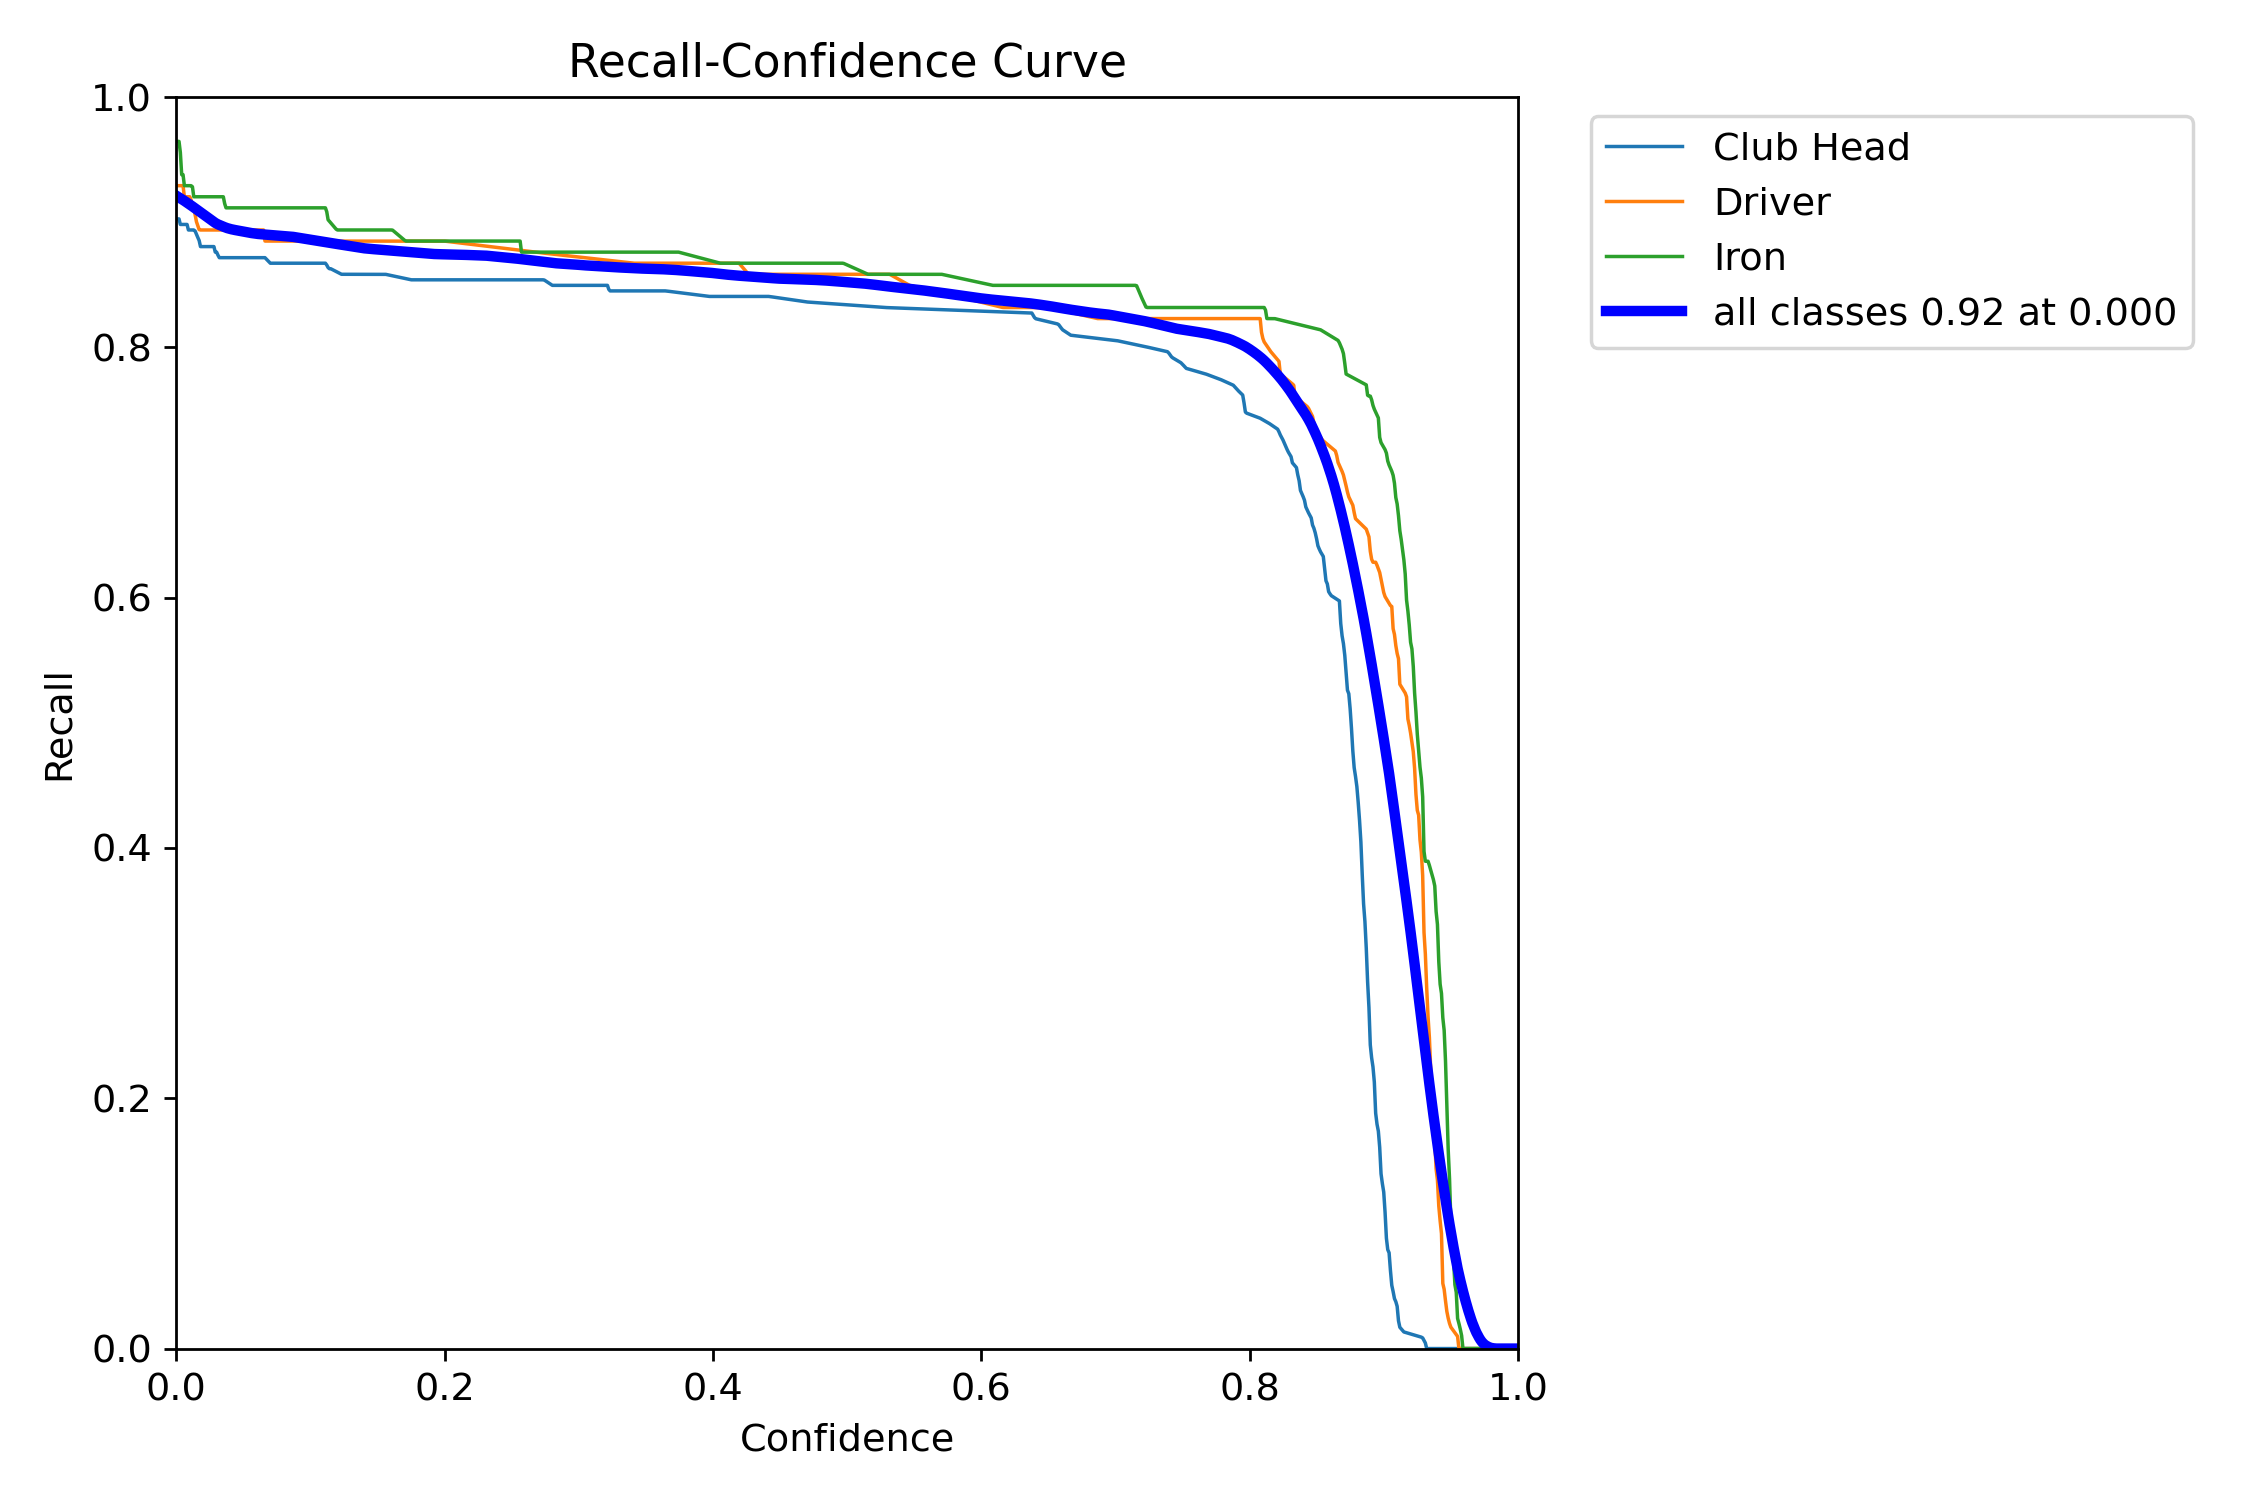 Recall-Confidence Curve
1.0
0.8
0.6
0.4
0.2
0.0
Recall
0.0 0.2 0.4 0.6 0.8 1.0
Confidence
Club Head
Driver
Iron
all classes 0.92 at 0.000